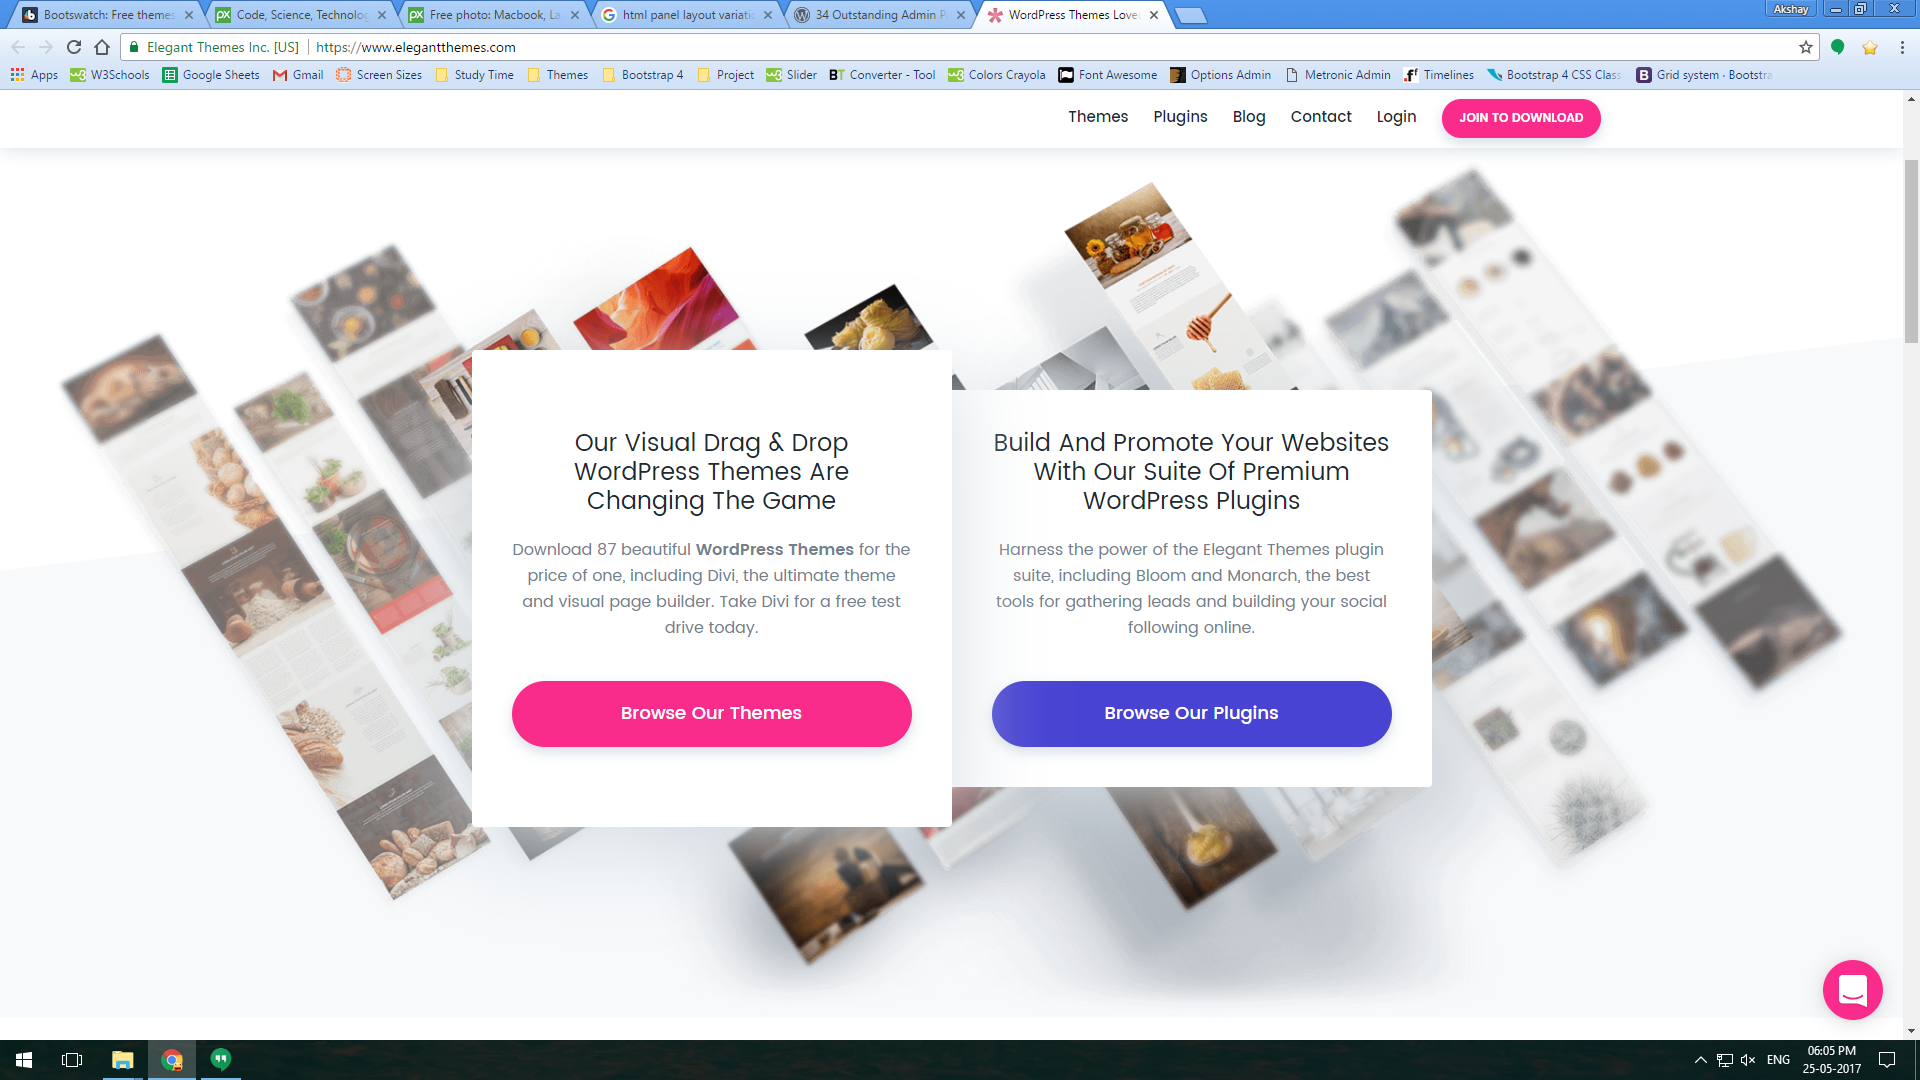 Bootswatch: Free themes
Code, Science, Technolog
Free photo: Macbook, La
html panel layout variati
34 Outstanding Admin P
WordPress Themes Love
Akshay
Elegant Themes Inc. [US]
https://www.elegantthemes.com
Apps
W3Schools
Google Sheets
Gmail
Screen Sizes
Study Time
Themes
Bootstrap 4
Project
Slider
BT Converter - Tool
Colors Crayola
Font Awesome
Options Admin
Metronic Admin
Timelines
Bootstrap 4 CSS Class
Grid system · Bootstra
Themes
Plugins
Blog
Contact
Login
JOIN TO DOWNLOAD
Our Visual Drag & Drop
WordPress Themes Are
Changing The Game
Download 87 beautiful WordPress Themes for the
price of one, including Divi, the ultimate theme
and visual page builder. Take Divi for a free test
drive today.
Browse Our Themes
Build And Promote Your Websites
With Our Suite Of Premium
WordPress Plugins
Harness the power of the Elegant Themes plugin
suite, including Bloom and Monarch, the best
tools for gathering leads and building your social
following online.
Browse Our Plugins
ENG
06:05 PM
25-05-2017